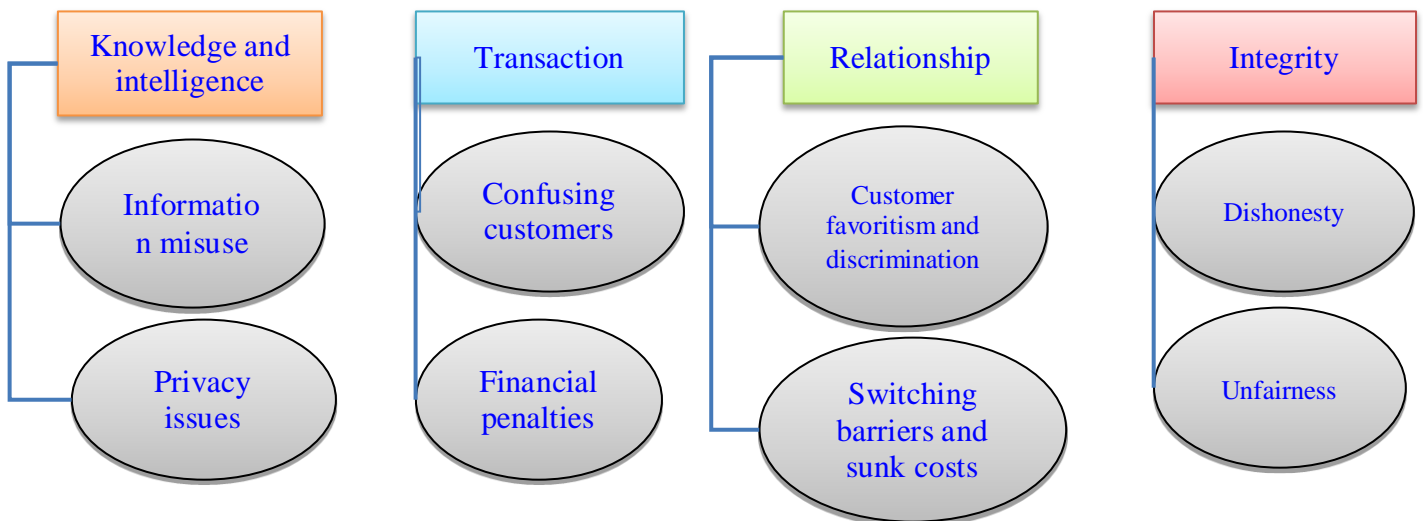 Knowledge and
intelligence
Informatio
n misuse
Privacy
issues
Transaction
Confusing
customers
Financial
penalties
Relationship
Customer
favoritism and
discrimination
Switching
barriers and
sunk costs
Integrity
Dishonesty
Unfairness